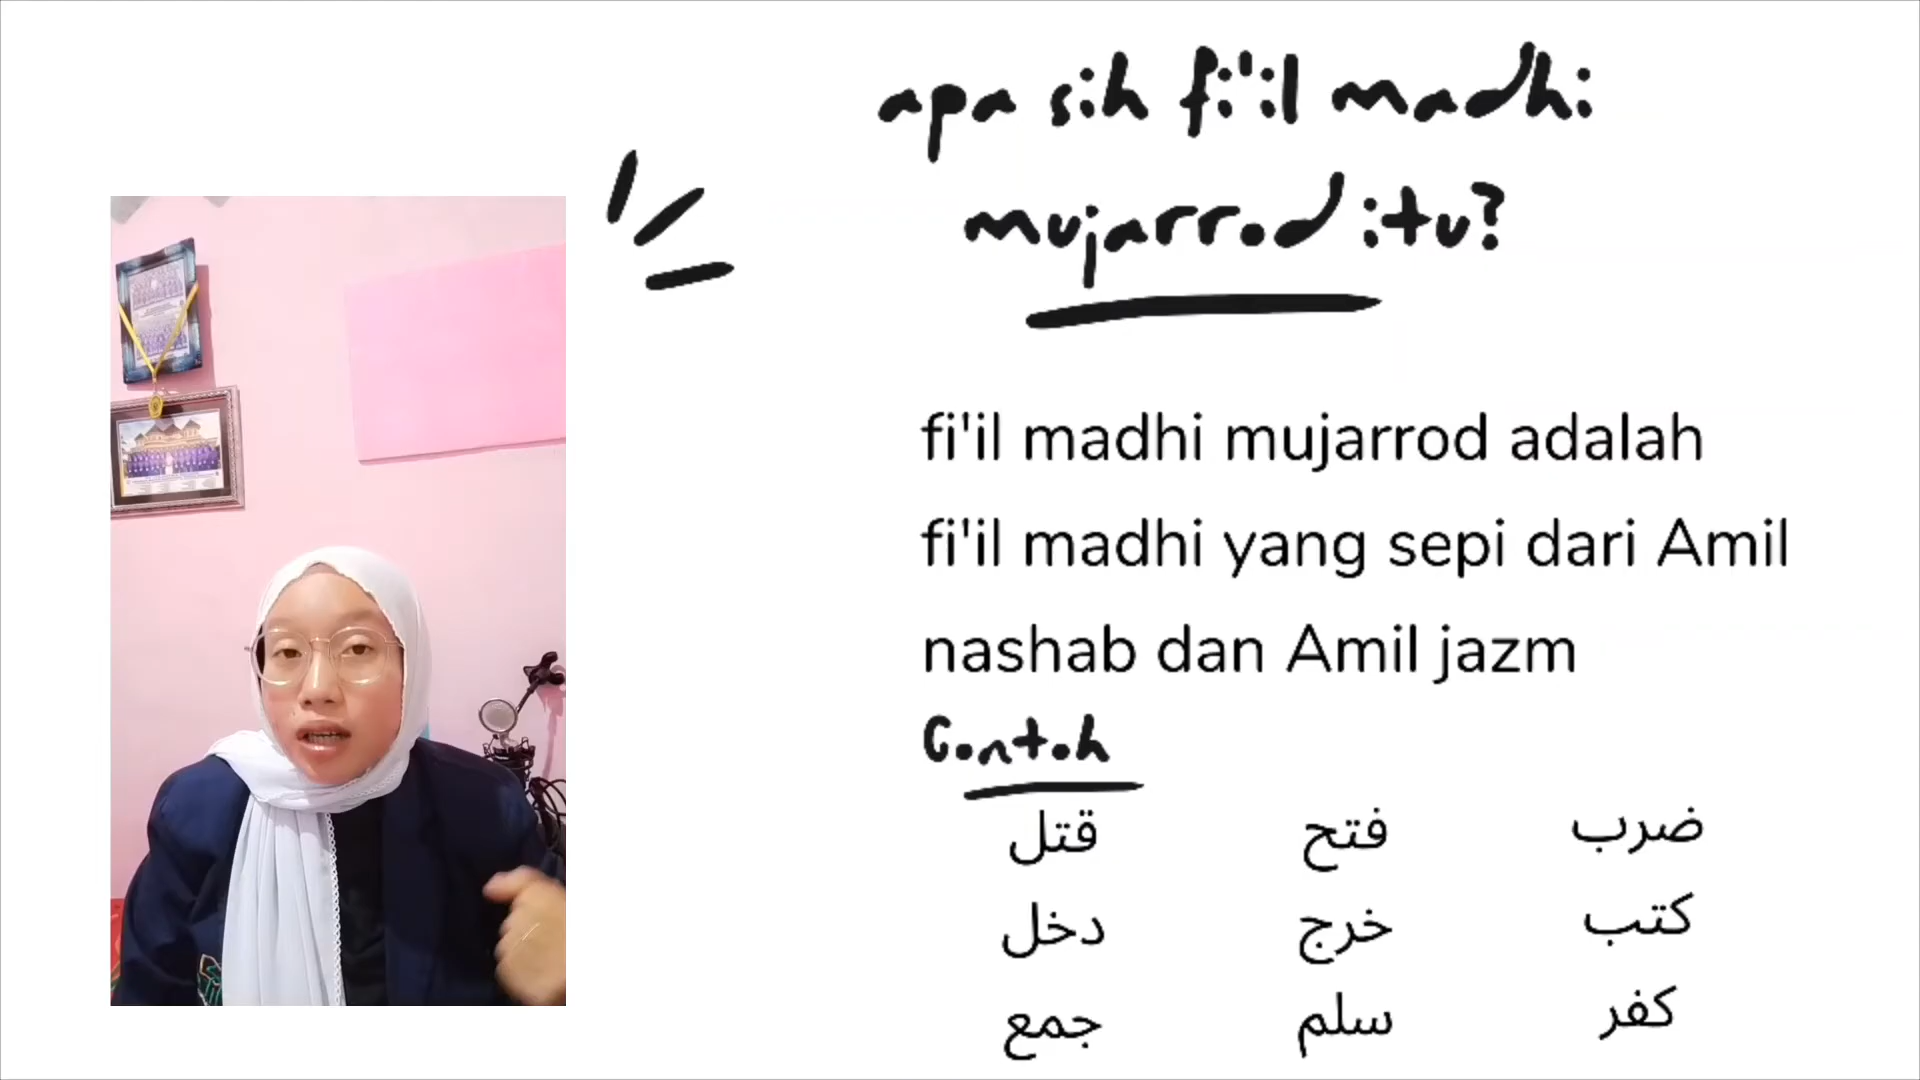 apa sih fi'il madhi
mujarrod itu?
fi'il madhi mujarrod adalah
fi'il madhi yang sepi dari Amil
nashab dan Amil jazm
Contoh
ضرب فتح قتل
كتب خرج دخل
كفر سلم جمع